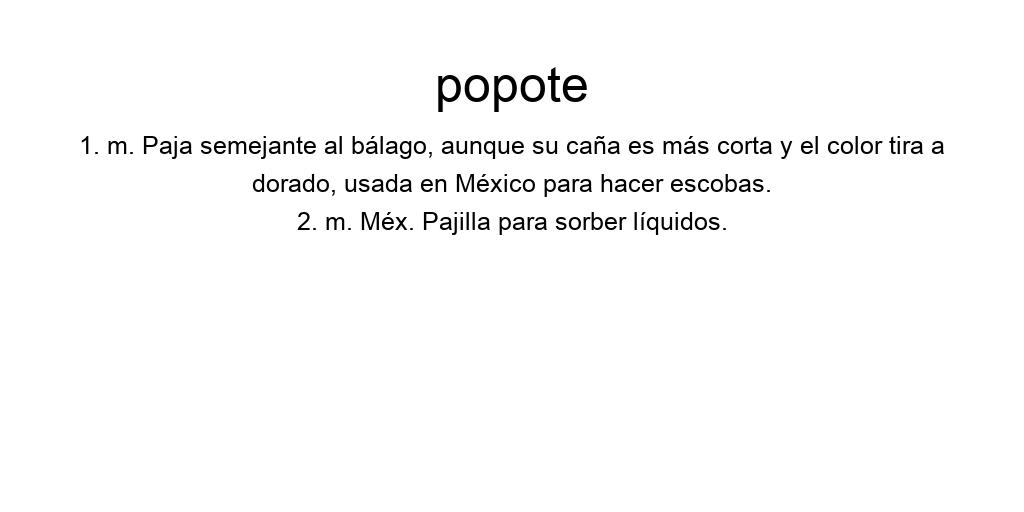 popote
1. m. Paja semejante al bálago, aunque su caña es más corta y el color tira a
dorado, usada en México para hacer escobas.
2. m. Méx. Pajilla para sorber líquidos.